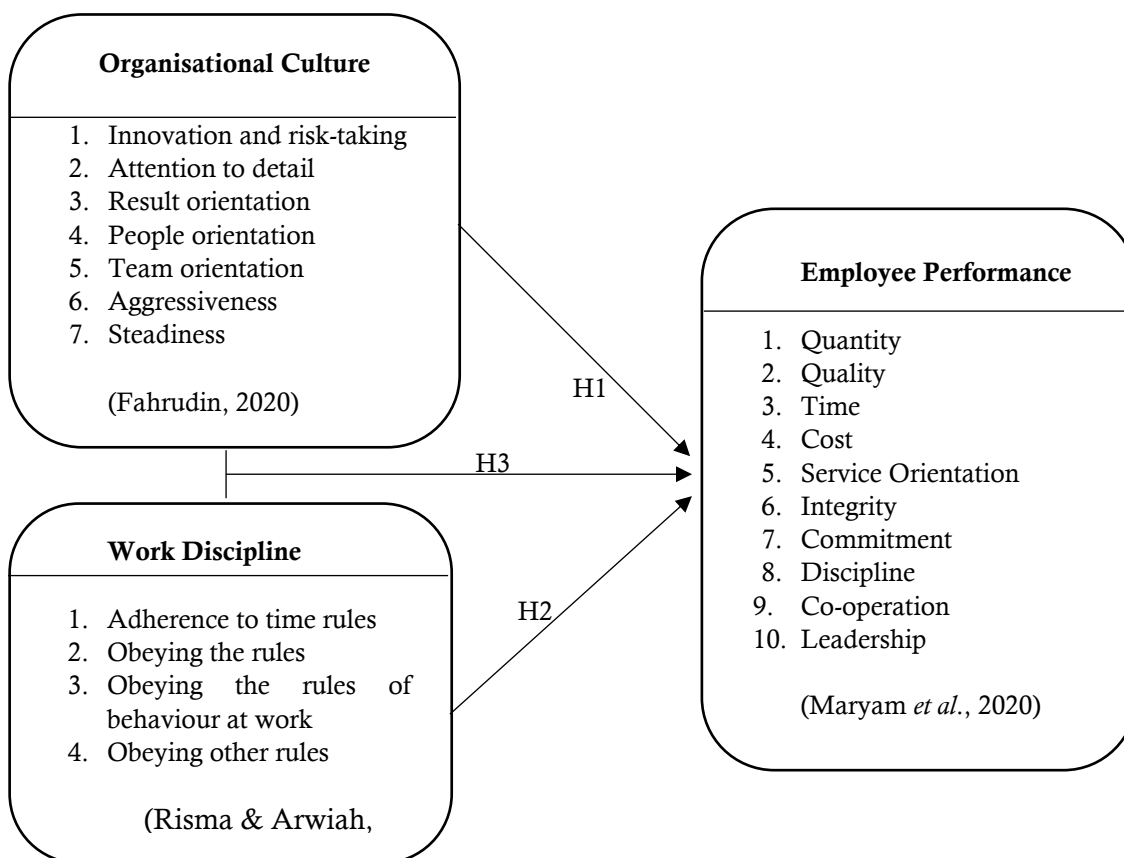 Organisational Culture
1. Innovation and risk-taking
2. Attention to detail
3. Result orientation
4. People orientation
5. Team orientation
6. Aggressiveness
7. Steadiness
(Fahrudin, 2020)
H1
H3
H2
Work Discipline
1. Adherence to time rules
2. Obeying the rules
3. Obeying the rules of
behaviour at work
4. Obeying other rules
(Risma & Arwiah,
Employee Performance
1. Quantity
2. Quality
3. Time
4. Cost
5. Service Orientation
6. Integrity
7. Commitment
8. Discipline
9. Co-operation
10. Leadership
(Maryam et al., 2020)